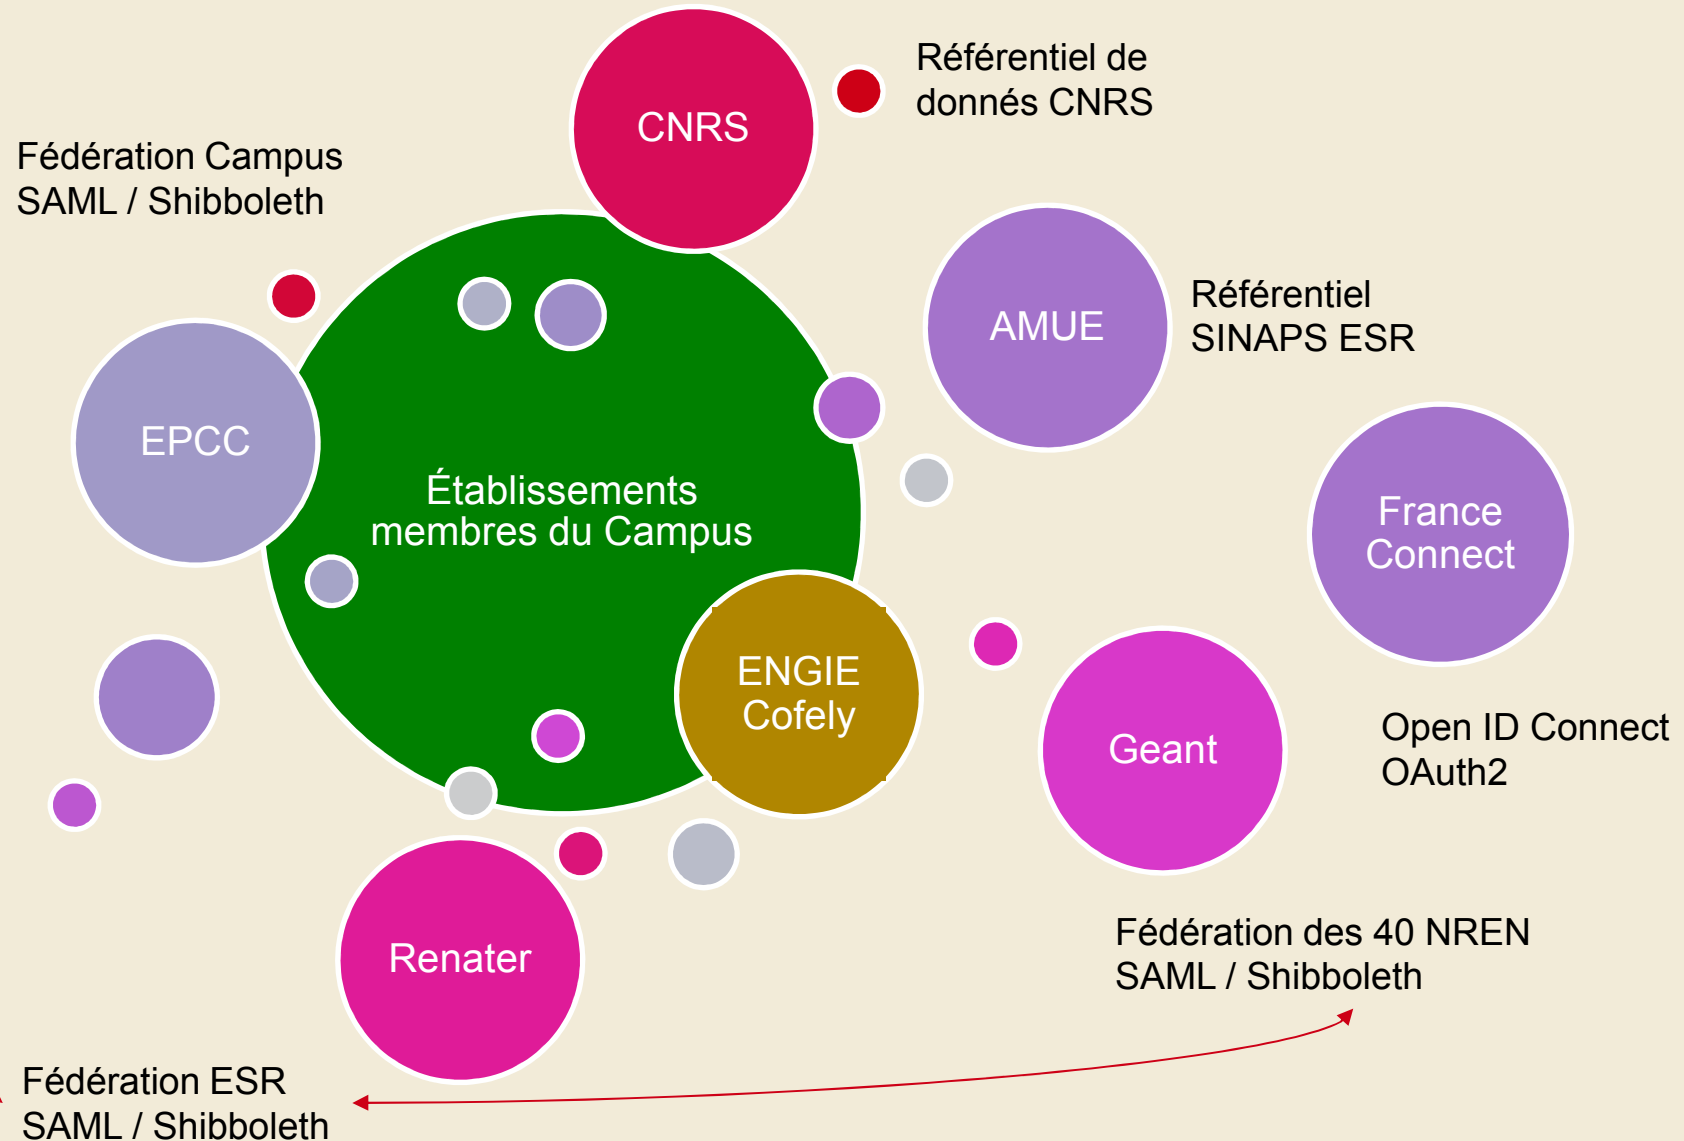 CNRS
Référentiel de
donnés CNRS
Fédération Campus
SAML / Shibboleth
AMUE
Référentiel
SINAPS ESR
EPCC
Établissements
membres du Campus
France
Connect
ENGIE
Cofely
Geant
Open ID Connect
OAuth2
Renater
Fédération des 40 NREN
SAML / Shibboleth
Fédération ESR
SAML / Shibboleth